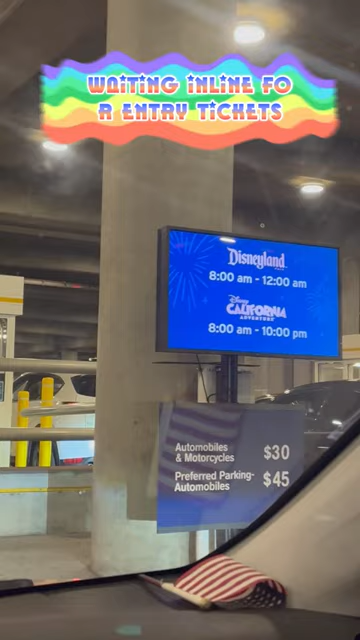 WAITING INLINE FO
R ENTRY TICKETS
Disneyland
8:00 am - 12:00 am
Disney
CALIFORNIA
ADVENTURE
8:00 am - 10:00 pm
Automobiles
& Motorcycles $30
Preferred Parking-
Automobiles $45